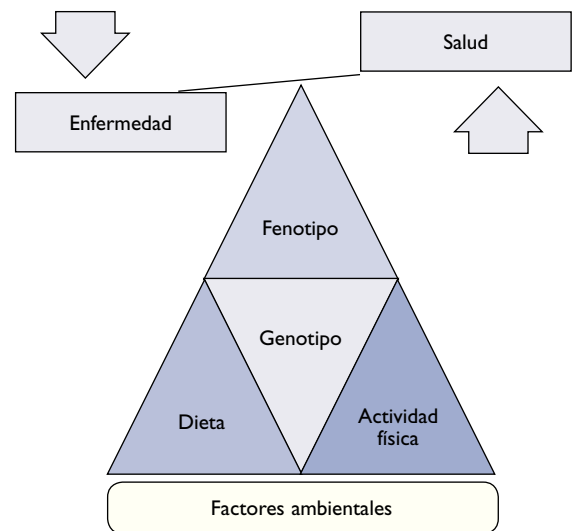 Salud
Enfermedad
Fenotipo
Genotipo
Dieta
Actividad
física
Factores ambientales